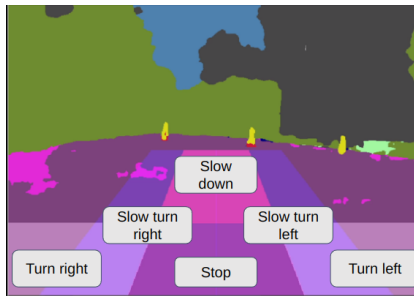 Slow
down
Slow turn
right
Slow turn
left
Turn right
Stop
Turn left